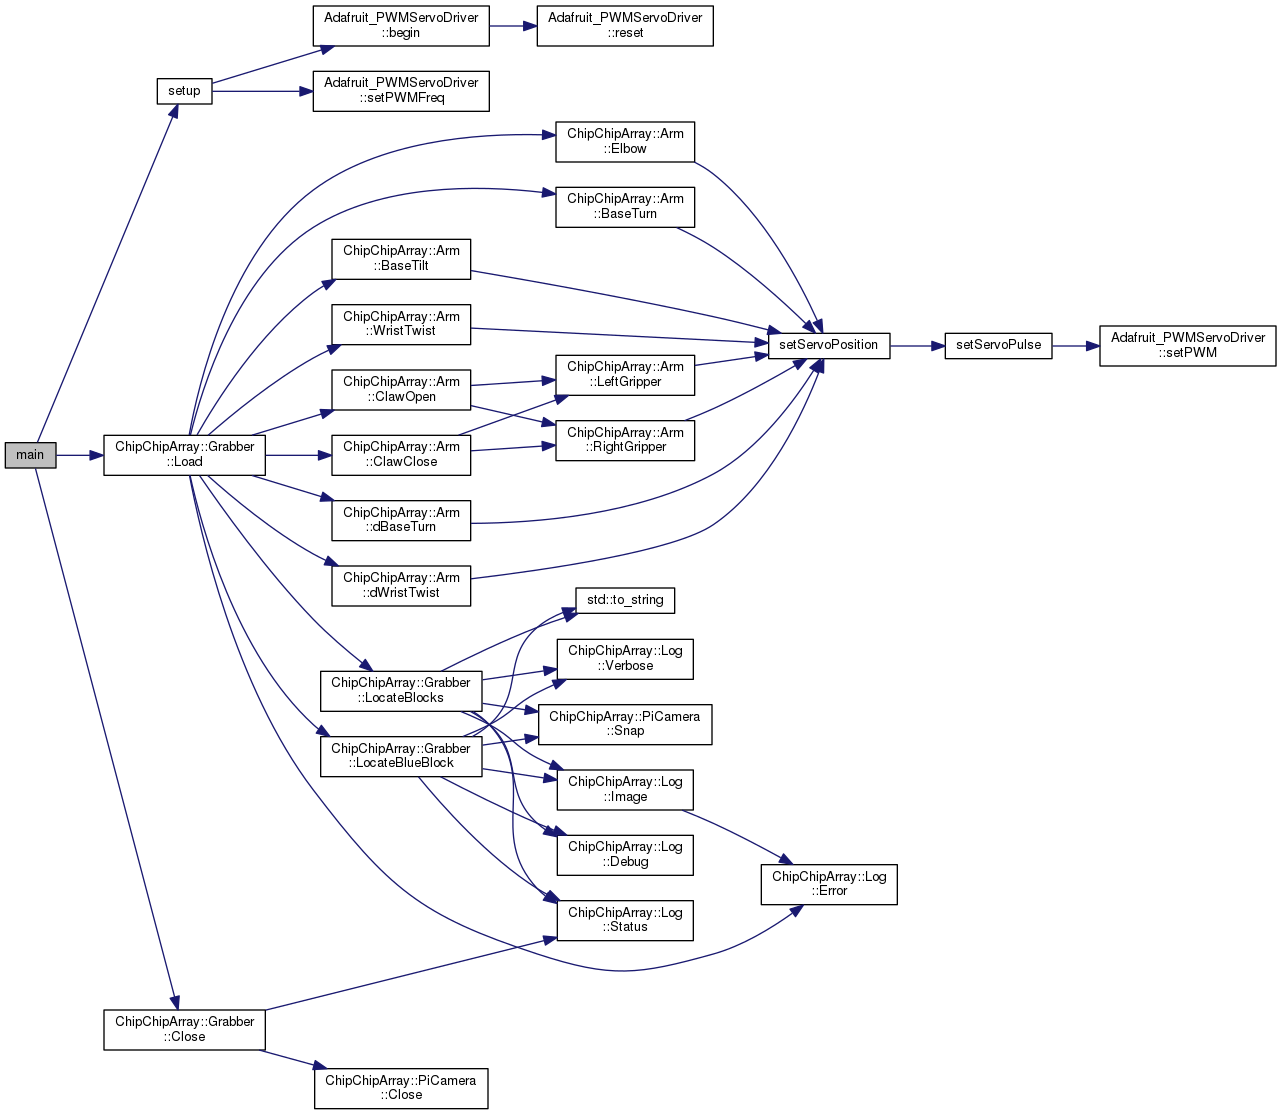 Adafruit_PWMServoDriver
::begin
Adafruit_PWMServoDriver
::reset
setup
Adafruit_PWMServoDriver
::setPWMFreq
ChipChipArray::Arm
::Elbow
ChipChipArray::Arm
::BaseTurn
ChipChipArray::Arm
::BaseTilt
ChipChipArray::Arm
::WristTwist
setServoPosition
setServoPulse
Adafruit_PWMServoDriver
::setPWM
ChipChipArray::Arm
::LeftGripper
ChipChipArray::Arm
::ClawOpen
ChipChipArray::Arm
::RightGripper
main
ChipChipArray::Grabber
::Load
ChipChipArray::Arm
::ClawClose
ChipChipArray::Arm
::dBaseTurn
ChipChipArray::Arm
::dWristTwist
std::to_string
ChipChipArray::Log
::Verbose
ChipChipArray::Grabber
::LocateBlocks
ChipChipArray::PiCamera
::Snap
ChipChipArray::Grabber
::LocateBlueBlock
ChipChipArray::Log
::Image
ChipChipArray::Log
::Debug
ChipChipArray::Log
::Error
ChipChipArray::Log
::Status
ChipChipArray::Grabber
::Close
ChipChipArray::PiCamera
::Close